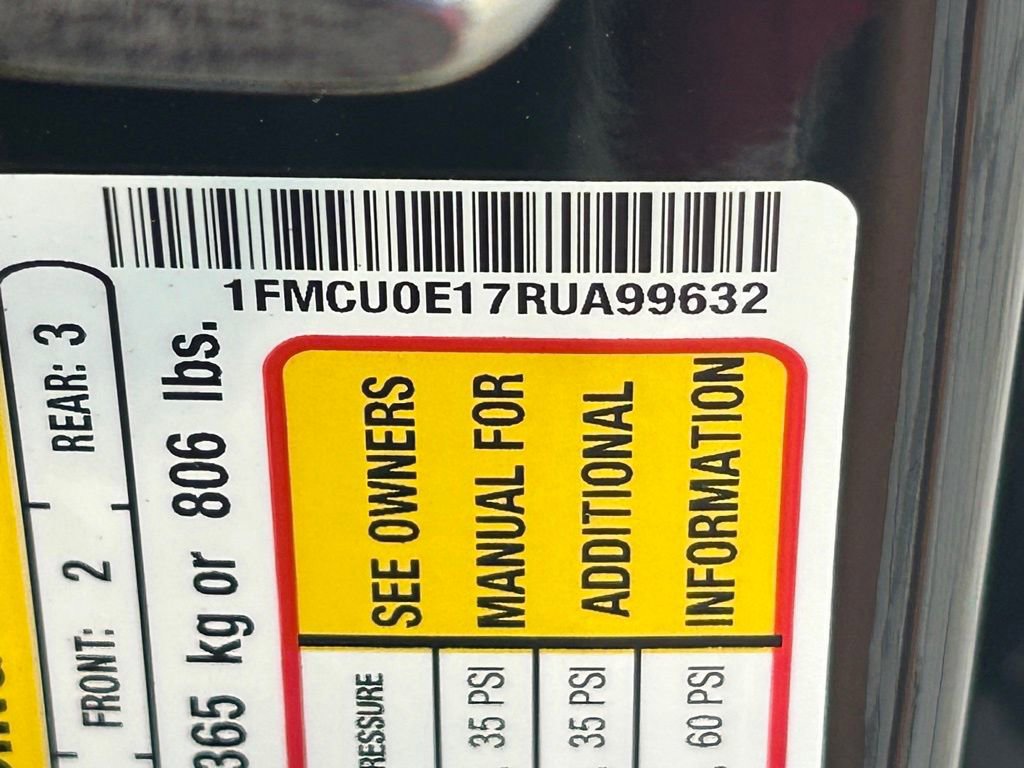 1FMCU0E17RUA99632
FRONT: 2 REAR: 3
365 kg or 806 lbs.
SEE OWNERS
MANUAL FOR
ADDITIONAL
INFORMATION
35 PSI
35 PSI
60 PSI